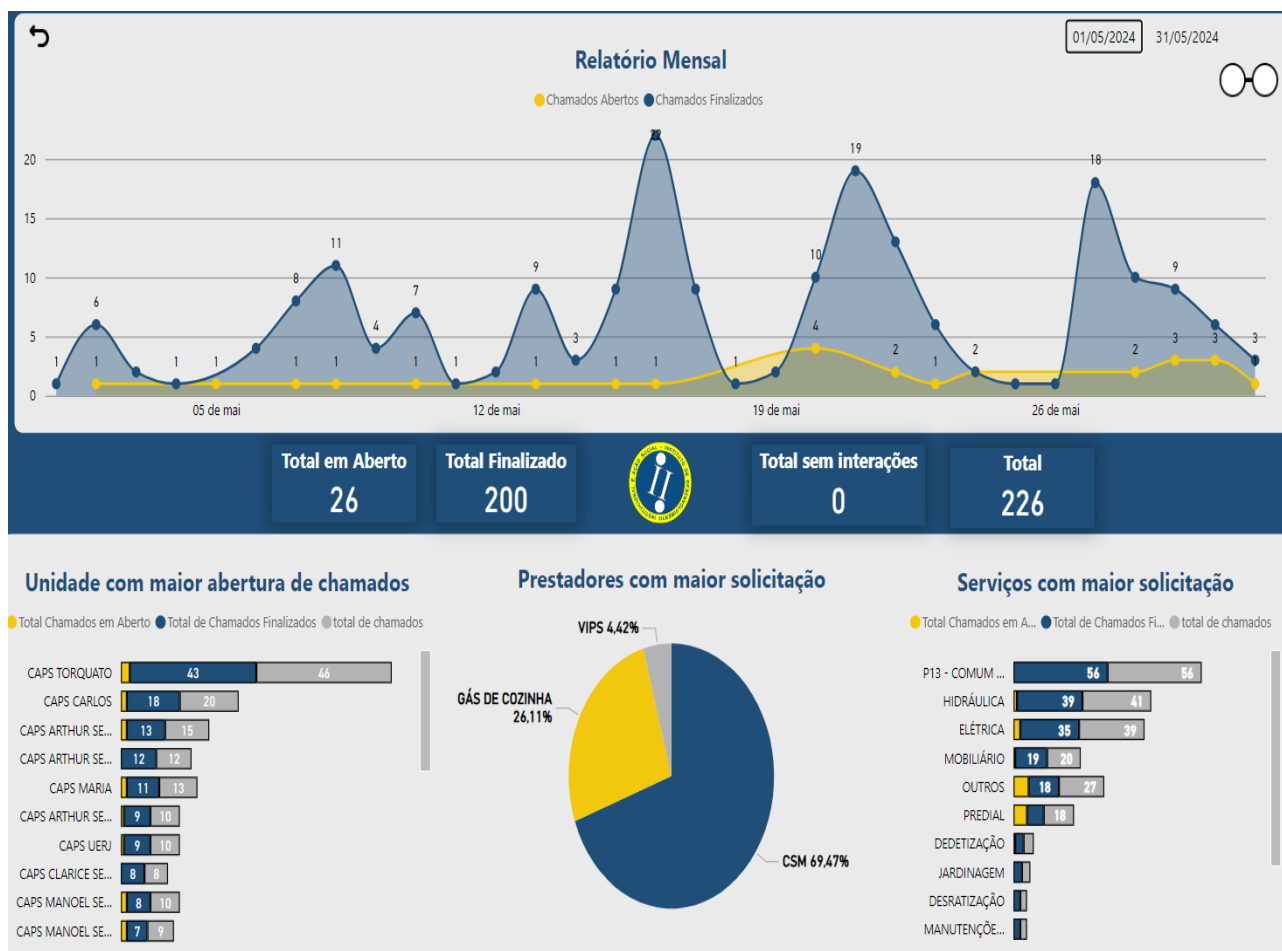 01/05/2024 31/05/2024
Relatório Mensal
Chamados Abertos Chamados Finalizados
20
15
10
5
0
1 6 1 1 1 8 1 11 1 4 7 1 1 2 9 1 3 1 22 1 1 2 10 4 19 2 1 2 18 2 9 3 3 3 1
05 de mai 12 de mai 19 de mai 26 de mai
Total em Aberto
26
Total Finalizado
200
Total sem interações
0
Total
226
Unidade com maior abertura de chamados
Total Chamados em Aberto Total de Chamados Finalizados total de chamados
CAPS TORQUATO 43 46
CAPS CARLOS 18 20
CAPS ARTHUR SE... 13 15
CAPS ARTHUR SE... 12 12
CAPS MARIA 11 13
CAPS ARTHUR SE... 9 10
CAPS UERJ 9 10
CAPS CLARICE SE... 8 8
CAPS MANOEL SE... 8 10
CAPS MANOEL SE... 7 9
Prestadores com maior solicitação
VIPS 4,42%
GÁS DE COZINHA
26,11%
CSM 69,47%
Serviços com maior solicitação
Total Chamados em A... Total de Chamados Fi... total de chamados
P13 - COMUM ... 56 56
HIDRÁULICA 39 41
ELÉTRICA 35 39
MOBILIÁRIO 19 20
OUTROS 18 27
PREDIAL 18
DEDETIZAÇÃO
JARDINAGEM
DESRATIZAÇÃO
MANUTENÇÕE...